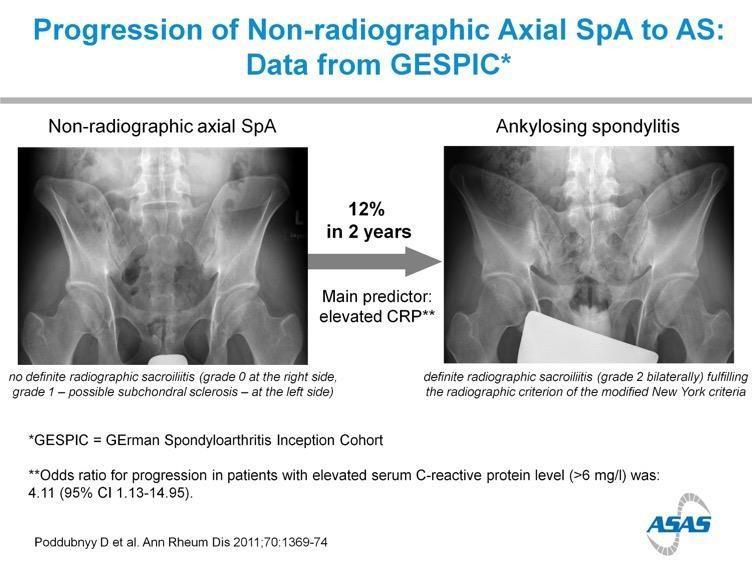 Progression of Non-radiographic Axial SpA to AS:
Data from GESPIC*
Non-radiographic axial SpA
Ankylosing spondylitis
L
12%
in 2 years
Main predictor:
elevated CRP**
no definite radiographic sacroiliitis (grade 0 at the right side,
grade 1 – possible subchondral sclerosis – at the left side)
definite radiographic sacroiliitis (grade 2 bilaterally) fulfilling
the radiographic criterion of the modified New York criteria
*GESPIC = GErman Spondyloarthritis Inception Cohort
**Odds ratio for progression in patients with elevated serum C-reactive protein level (>6 mg/l) was:
4.11 (95% CI 1.13-14.95).
Poddubnyy D et al. Ann Rheum Dis 2011;70:1369-74
ASAS